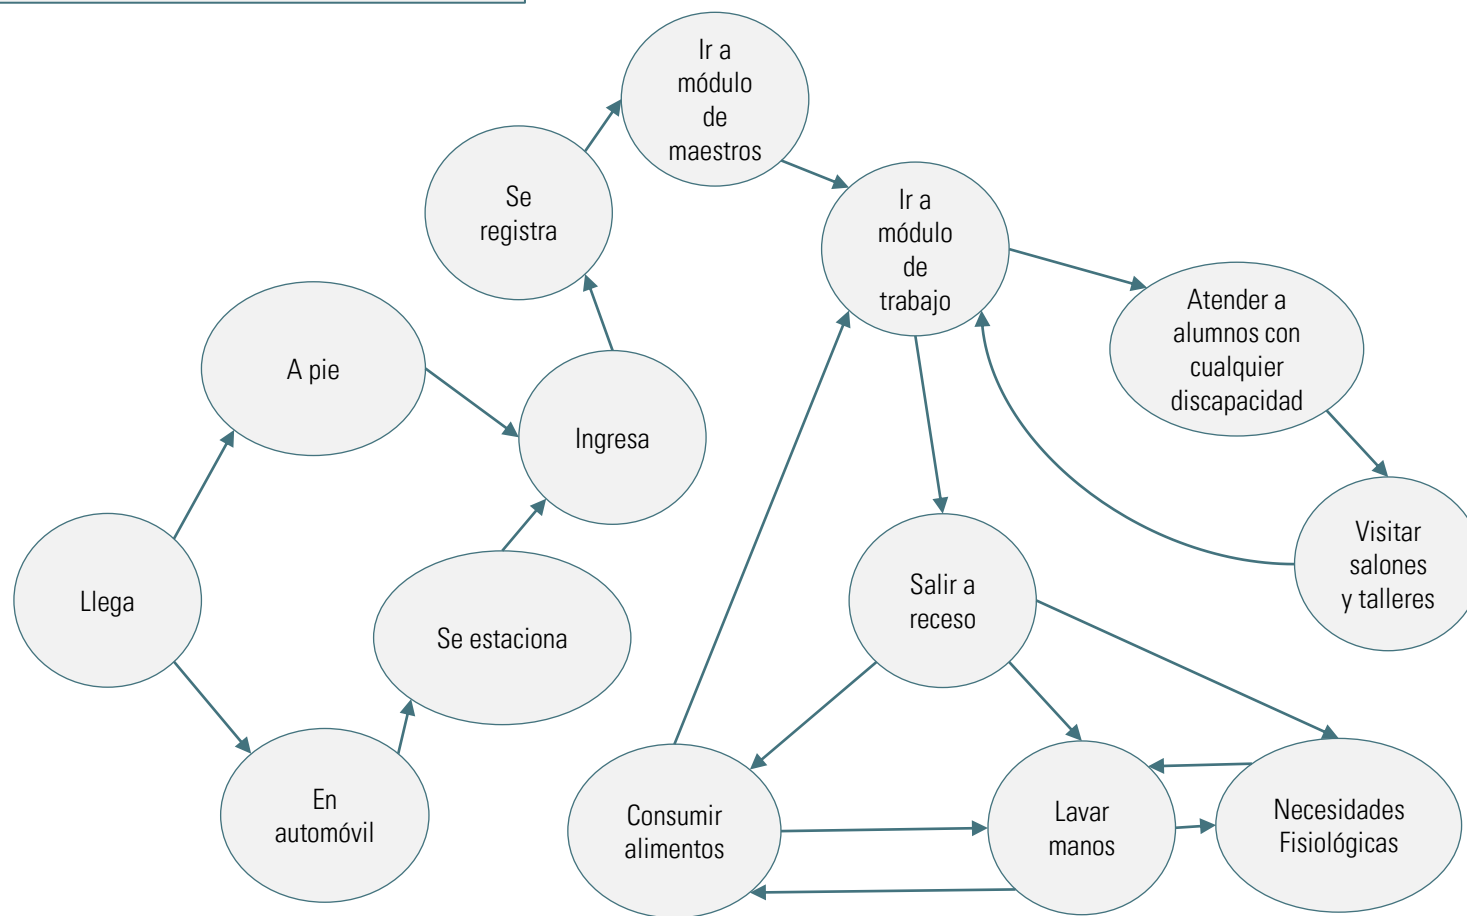 Ir a
módulo
de
maestros
Se
registra
Ir a
módulo
de
trabajo
Atender a
alumnos con
cualquier
discapacidad
A pie
Ingresa
Visitar
salones
y talleres
Llega
Se estaciona
Salir a
receso
En
automóvil
Consumir
alimentos
Lavar
manos
Necesidades
Fisiológicas